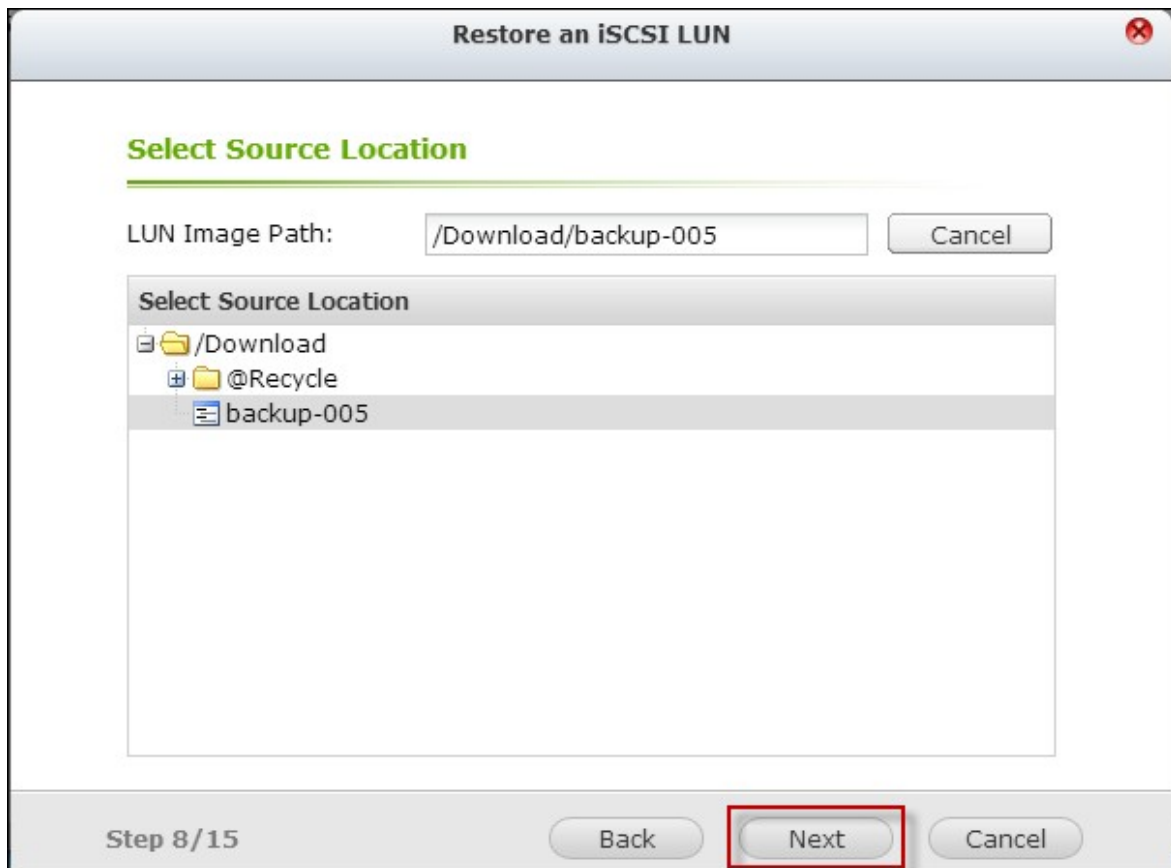 Restore an iSCSI LUN
Select Source Location
LUN Image Path: /Download/backup-005 Cancel
Select Source Location
/Download
@Recycle
backup-005
Step 8/15 Back Next Cancel